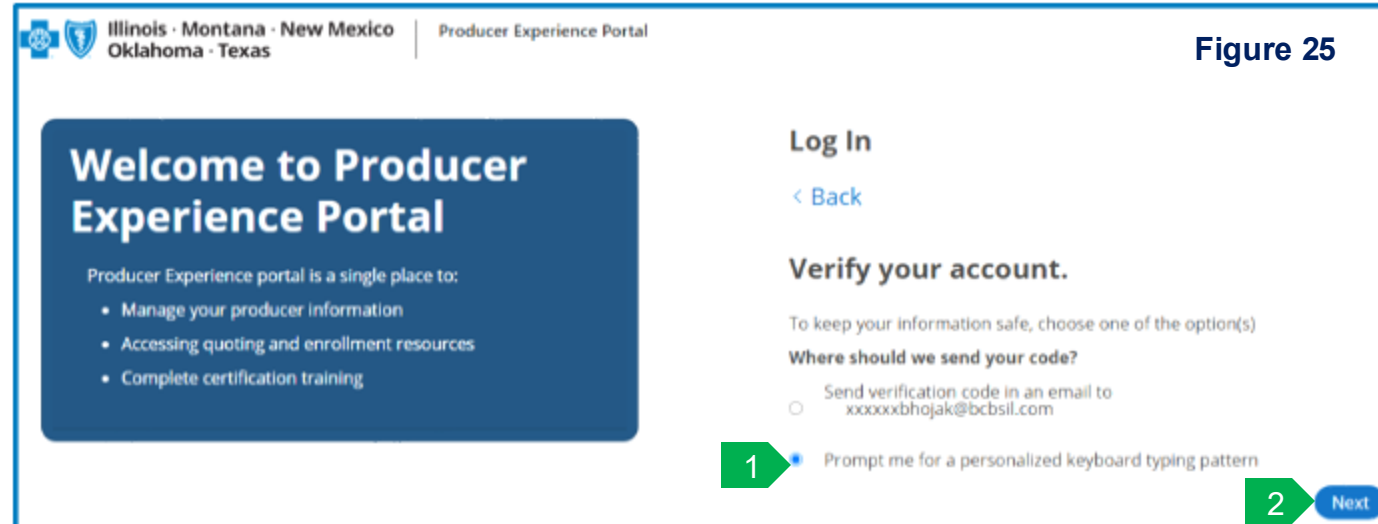 Illinois · Montana · New Mexico
Oklahoma · Texas
Producer Experience Portal
Figure 25
Welcome to Producer
Experience Portal
Producer Experience portal is a single place to:
• Manage your producer information
• Accessing quoting and enrollment resources
• Complete certification training
Log In
< Back
Verify your account.
To keep your information safe, choose one of the option(s)
Where should we send your code?
Send verification code in an email to
xxxxxxbhojak@bcbsil.com
1
Prompt me for a personalized keyboard typing pattern
2
Next